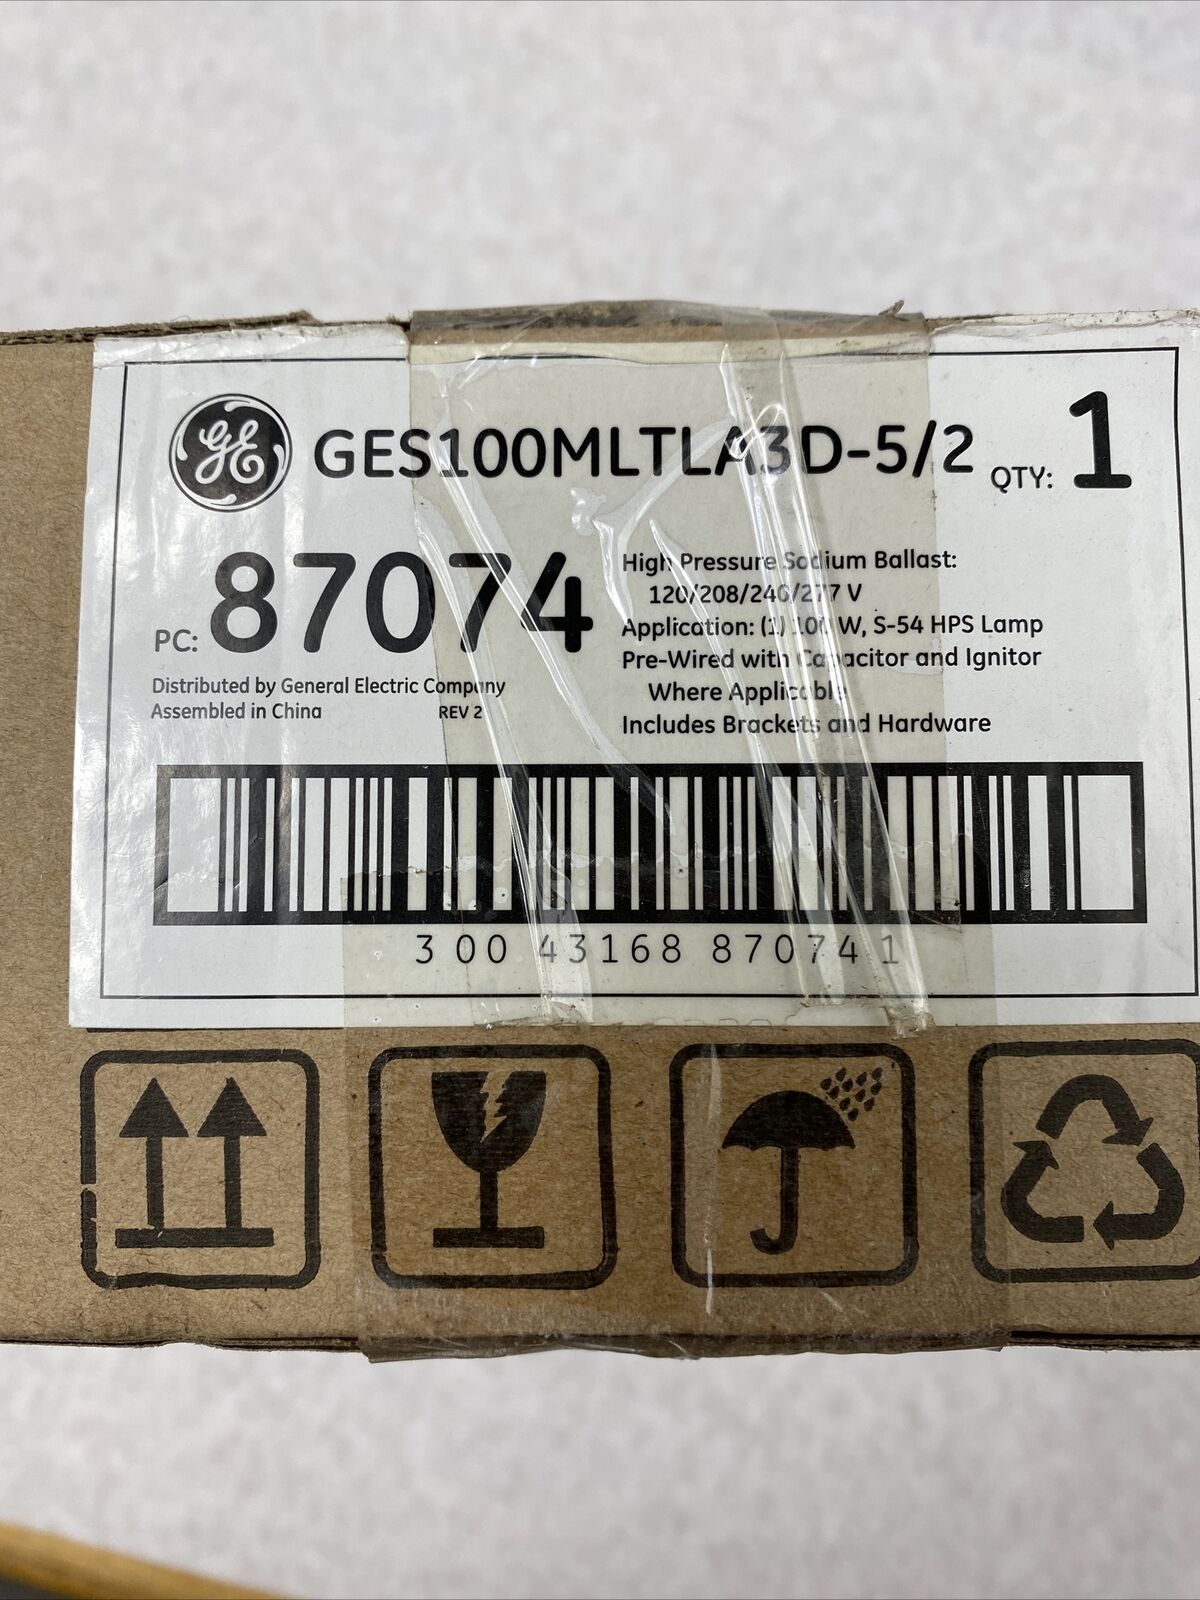 GE GES100MLTLA3D-5/2 QTY: 1
PC: 87074
High Pressure Sodium Ballast:
120/208/240/277 V
Application: (1) 100 W, S-54 HPS Lamp
Pre-Wired with Capacitor and Ignitor
Where Applicable
Includes Brackets and Hardware
Distributed by General Electric Company
Assembled in China REV 2
3 00 43168 87074 1